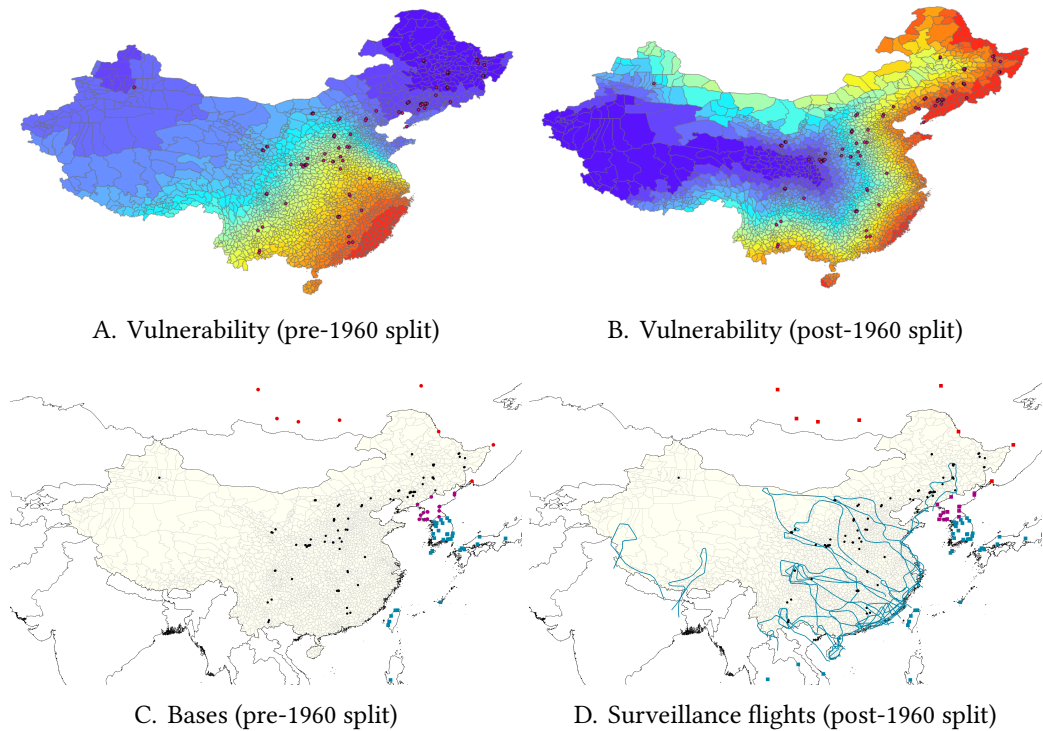 A. Vulnerability (pre-1960 split)
B. Vulnerability (post-1960 split)
C. Bases (pre-1960 split)
D. Surveillance flights (post-1960 split)